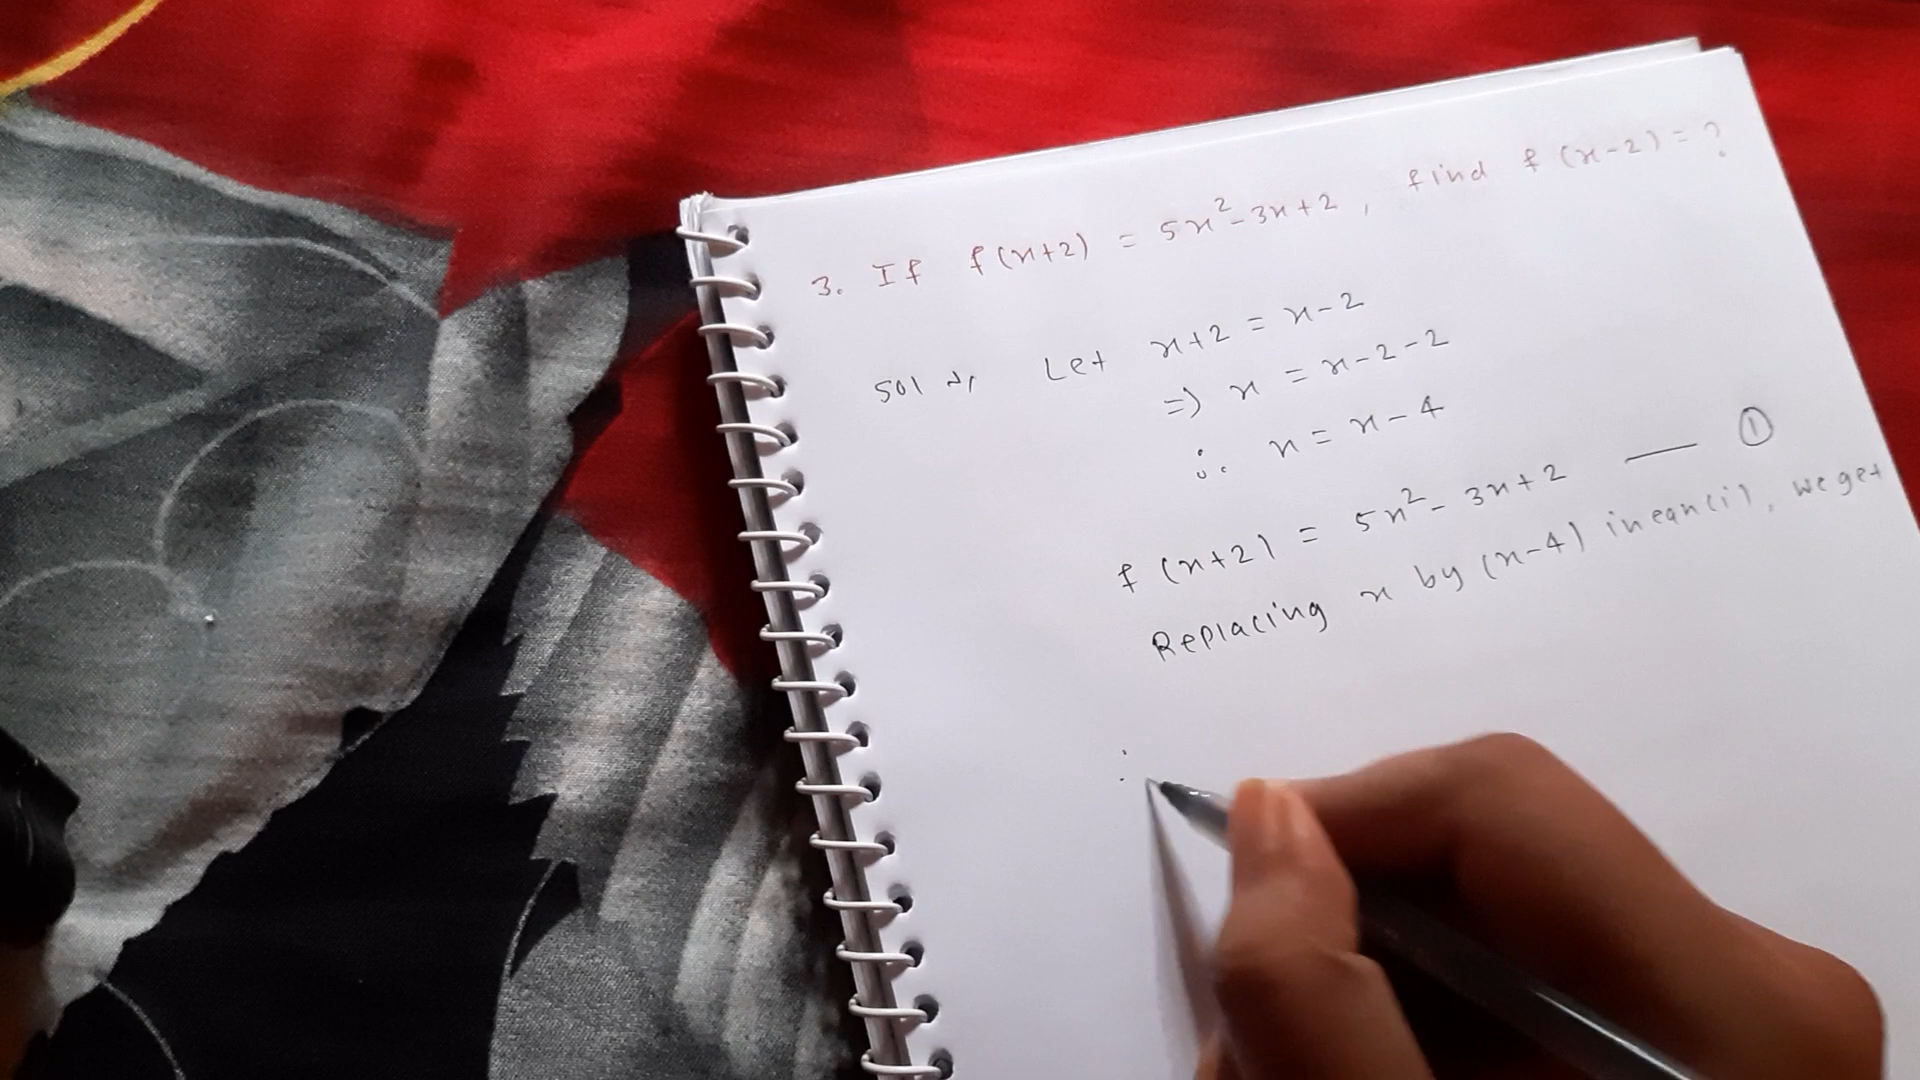 3. If f(x+2) = 5x²-3x+2, find f(x-2) = ?
Solⁿ, Let x+2 = x-2
=) x = x-2-2
∴ x = x-4
f(x+2) = 5x²-3x+2 — ①
Replacing x by (x-4) in eqn(i), we get
∴